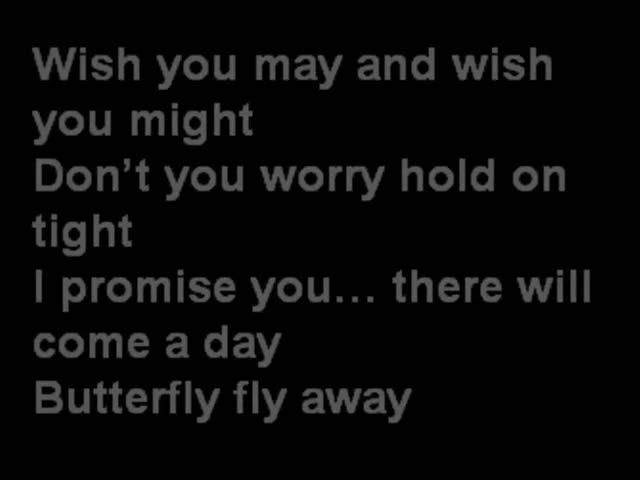 Wish you may and wish
you might
Don’t you worry hold on
tight
I promise you... there will
come a day
Butterfly fly away